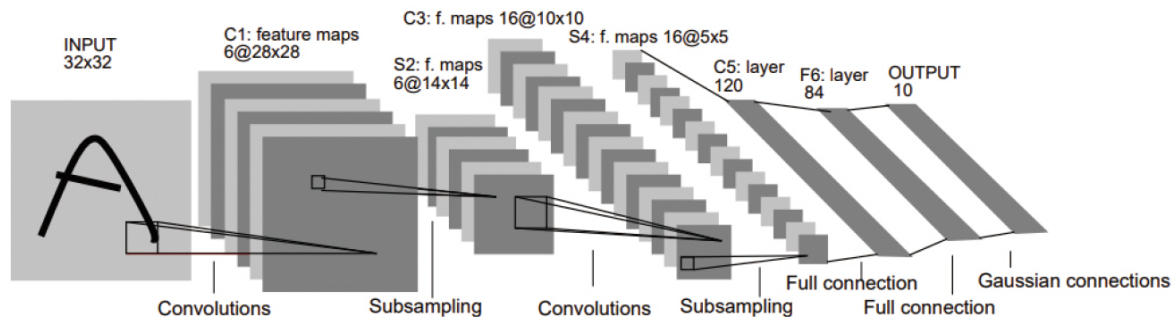 INPUT
32x32
C1: feature maps
6@28x28
S2: f. maps
6@14x14
C3: f. maps 16@10x10
S4: f. maps 16@5x5
C5: layer
120
F6: layer
84
OUTPUT
10
Convolutions
Subsampling
Convolutions
Subsampling
Full connection
Full connection
Gaussian connections
A